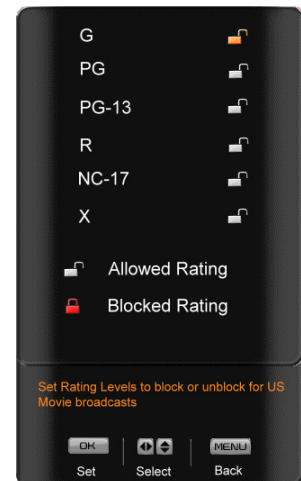 G
PG
PG-13
R
NC-17
X
Allowed Rating
Blocked Rating
Set Rating Levels to block or unblock for US
Movie broadcasts
OK MENU
Set Select Back